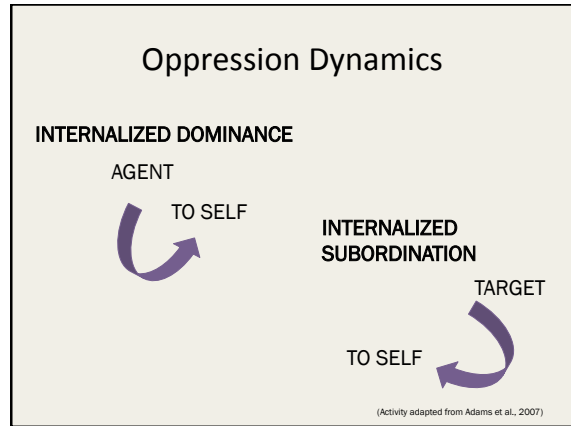 Oppression Dynamics
INTERNALIZED DOMINANCE
AGENT
TO SELF
INTERNALIZED
SUBORDINATION
TARGET
TO SELF
(Activity adapted from Adams et al., 2007)